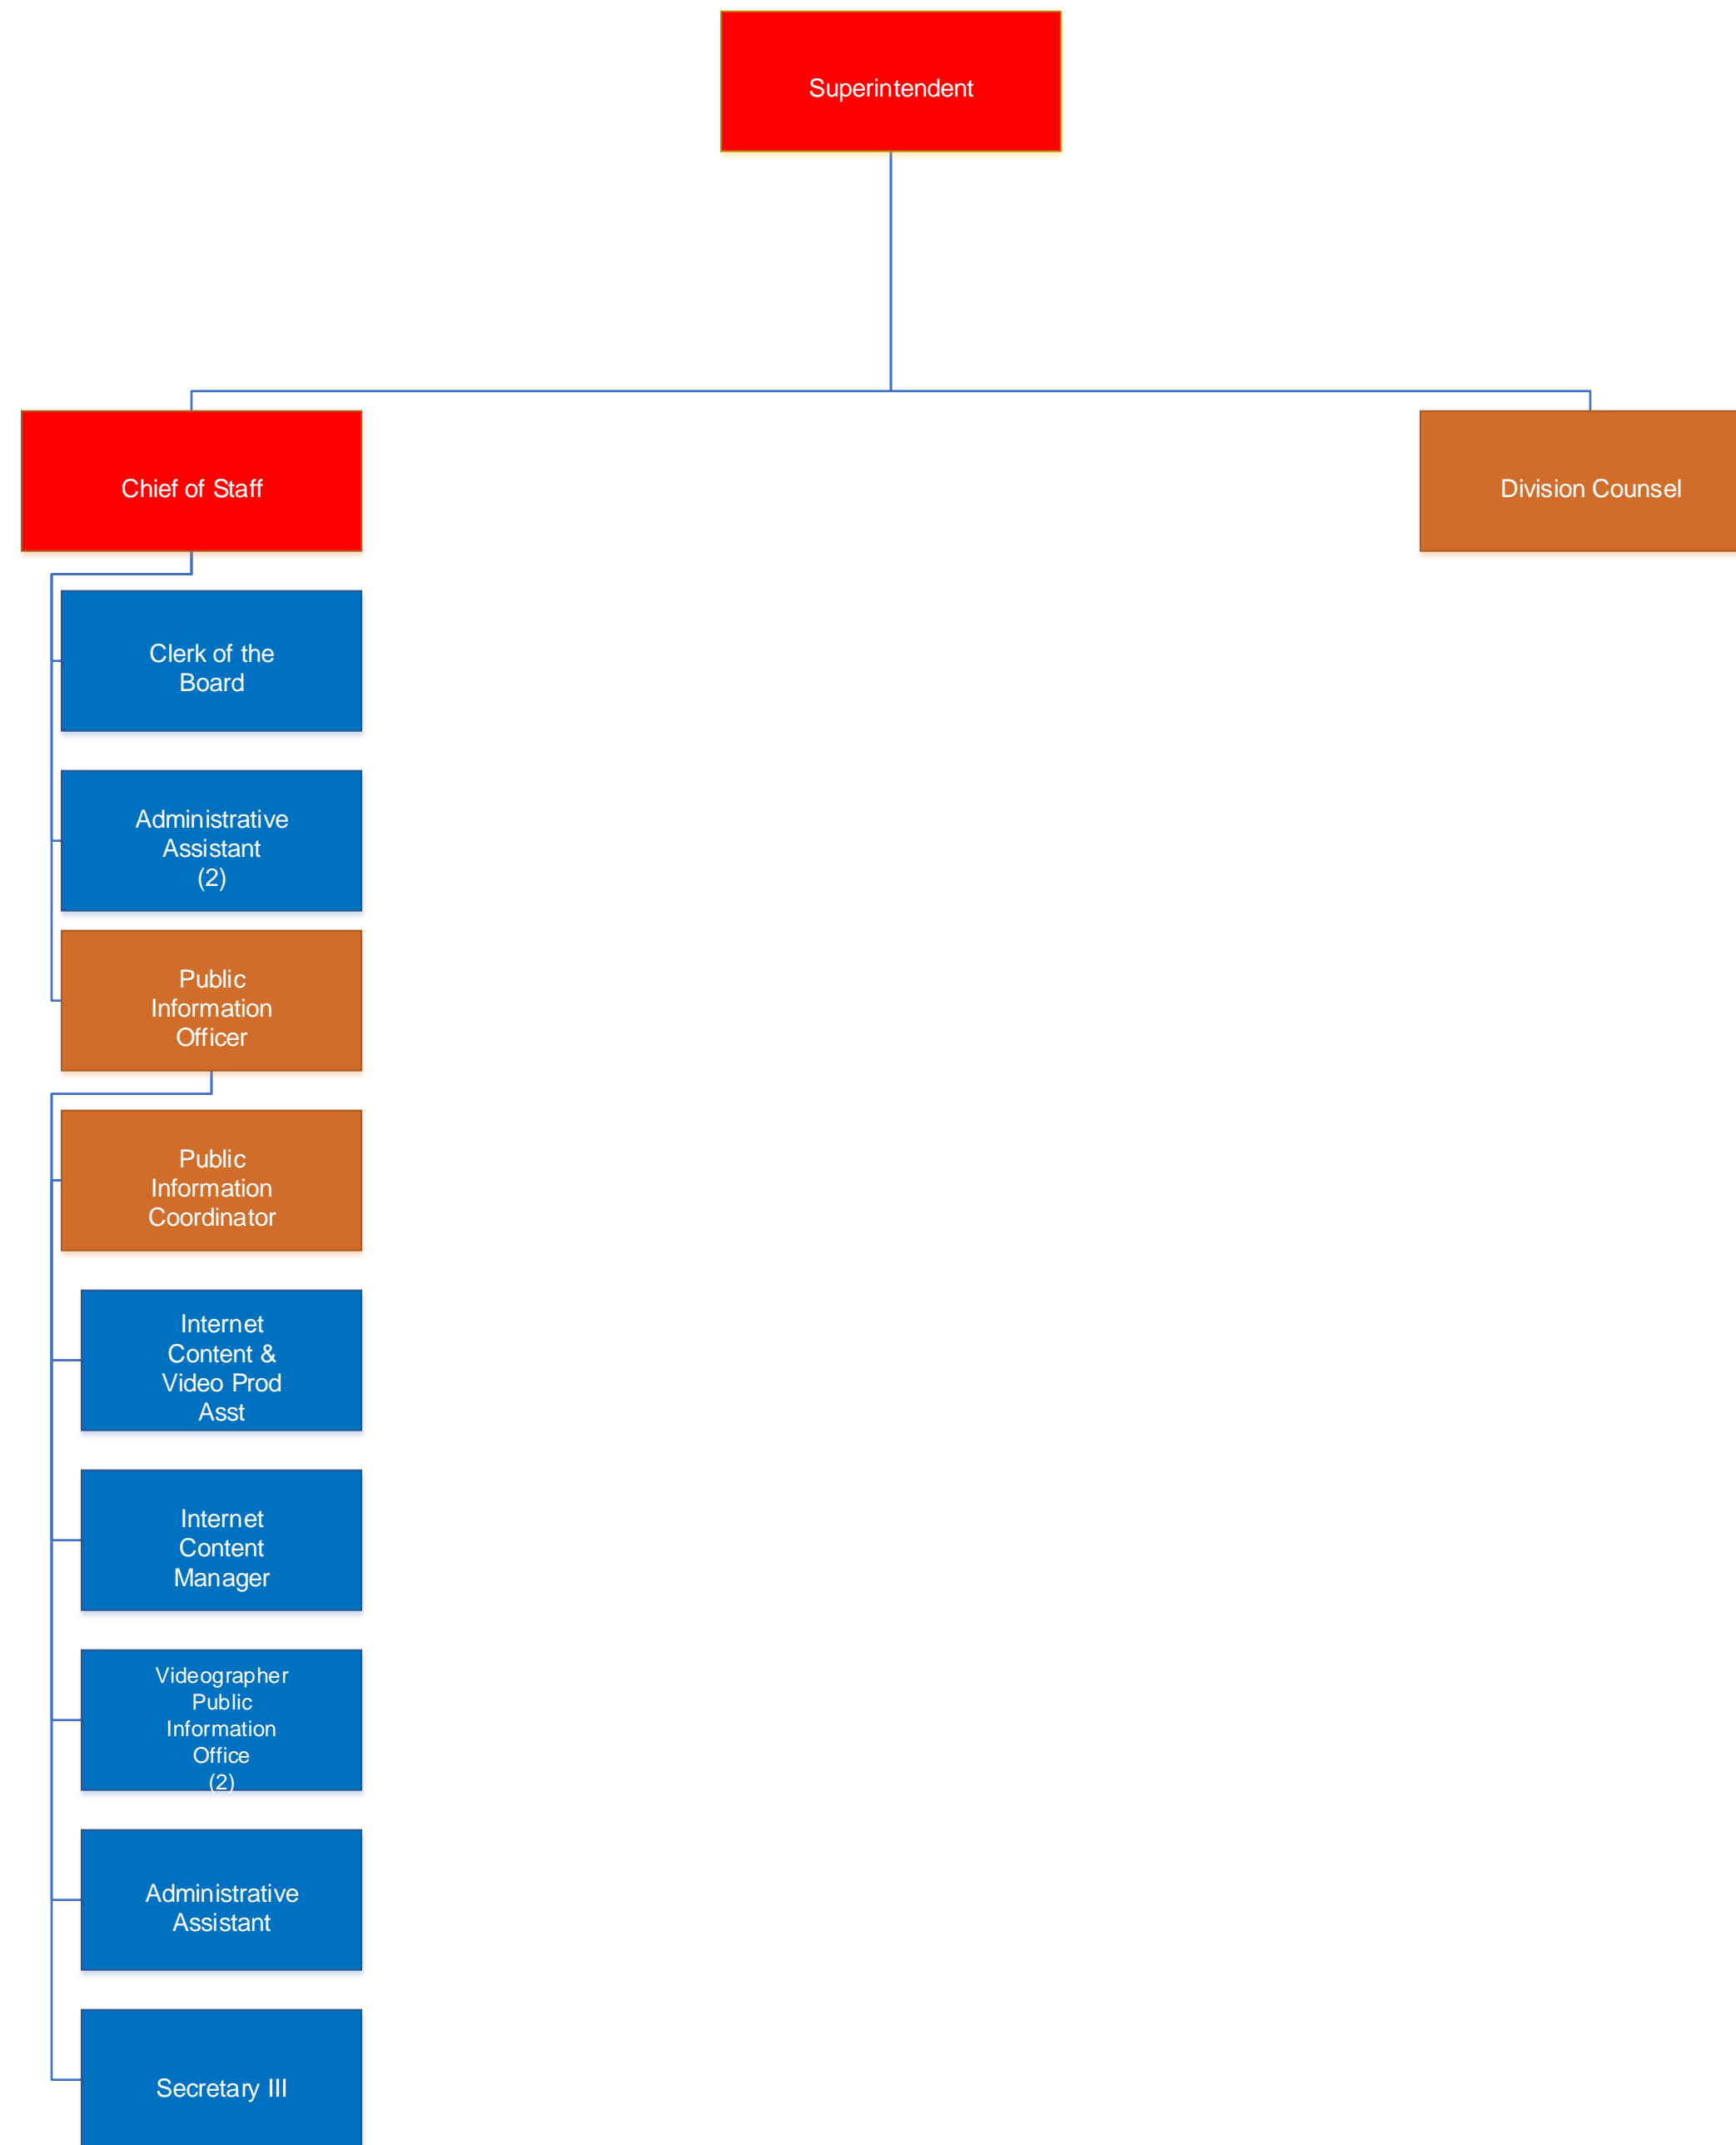 Superintendent
Chief of Staff
Division Counsel
Clerk of the
Board
Administrative
Assistant
(2)
Public
Information
Officer
Public
Information
Coordinator
Internet
Content &
Video Prod
Asst
Internet
Content
Manager
Videographer
Public
Information
Office
(2)
Administrative
Assistant
Secretary III